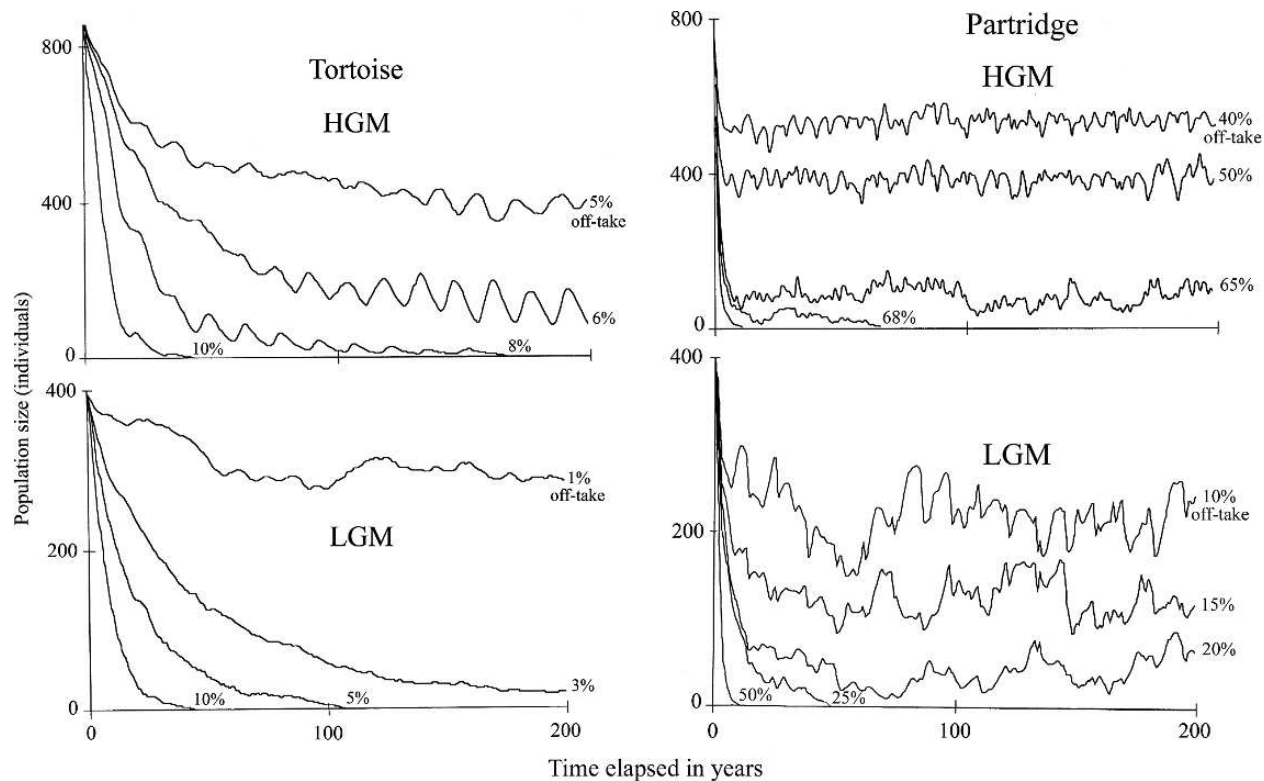 Population size (individuals)
Tortoise
HGM
800
400
0
5%
off-take
6%
8%
10%
400
200
0
1%
off-take
LGM
3%
5%
10%
0
100
200
Partridge
HGM
800
400
0
40%
off-take
50%
65%
68%
400
200
0
LGM
10%
off-take
15%
20%
50%
25%
0
100
200
Time elapsed in years